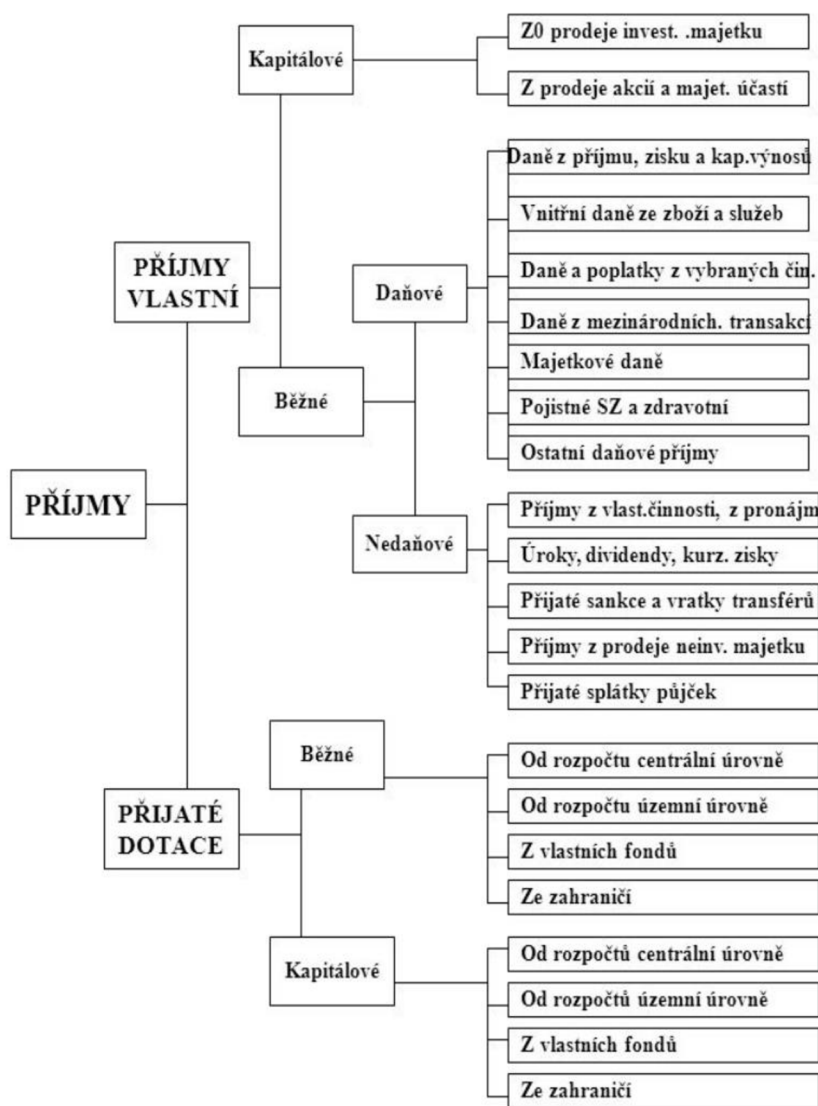 Kapitálové
Z0 prodeje invest. .majetku
Z prodeje akcií a majet. účastí
PŘÍJMY
VLASTNÍ
Daňové
Daně z příjmu, zisku a kap.výnosů
Vnitřní daně ze zboží a služeb
Daně a poplatky z vybraných čin.
Daně z mezinárodních. transakcí
Majetkové daně
Pojistné SZ a zdravotní
Ostatní daňové příjmy
Běžné
PŘÍJMY
Nedaňové
Příjmy z vlast.činnosti, z pronájm
Úroky, dividendy, kurz. zisky
Přijaté sankce a vratky transférů
Příjmy z prodeje neinv. majetku
Přijaté splátky půjček
Běžné
Od rozpočtu centrální úrovně
Od rozpočtu územní úrovně
Z vlastních fondů
Ze zahraničí
PŘIJATÉ
DOTACE
Kapitálové
Od rozpočtů centrální úrovně
Od rozpočtů územní úrovně
Z vlastních fondů
Ze zahraničí